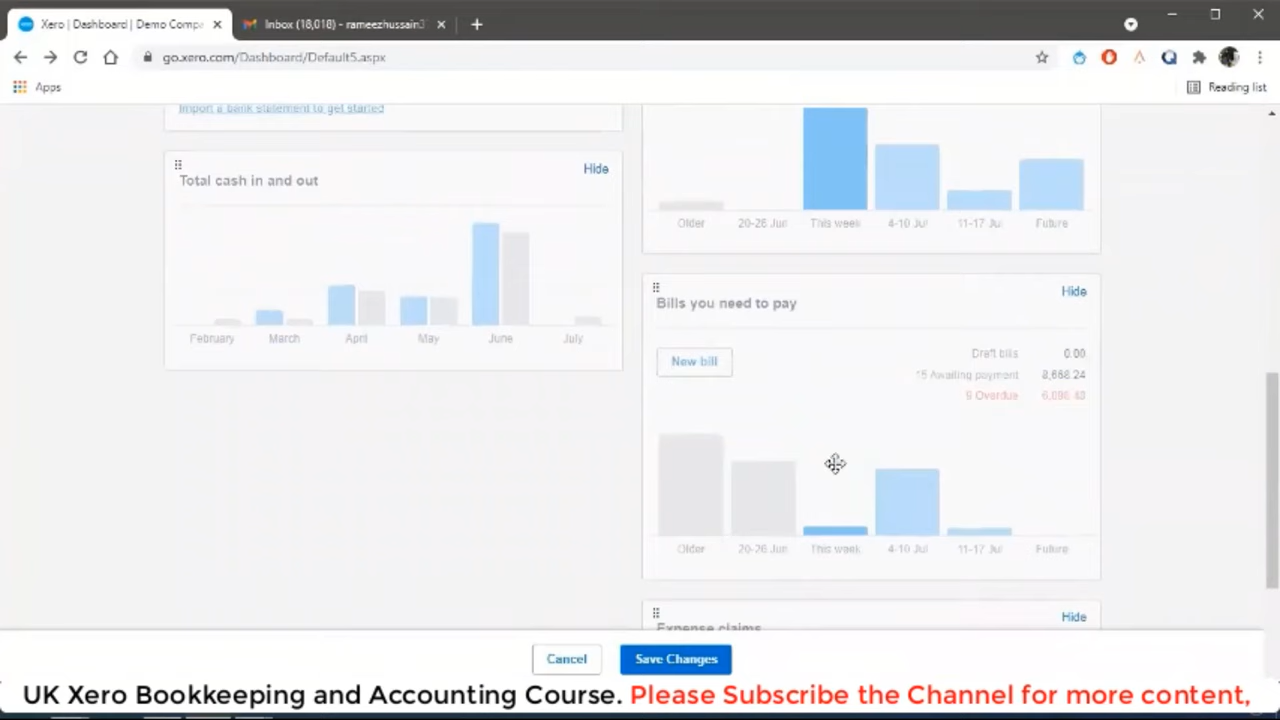 Xero | Dashboard | Demo Compa
Inbox (18,018) - rameezhussain3
go.xero.com/Dashboard/Default5.aspx
Apps
Reading list
Import a bank statement to get started
Total cash in and out
Hide
February March April May June July
Older 20-26 Jun This week 4-10 Jul 11-17 Jul Future
Bills you need to pay
Hide
New bill
Draft bills 0.00
15 Awaiting payment 8,668.24
9 Overdue
Older 20-26 Jun This week 4-10 Jul 11-17 Jul Future
Expense claims
Hide
Cancel
Save Changes
UK Xero Bookkeeping and Accounting Course. Please Subscribe the Channel for more content,